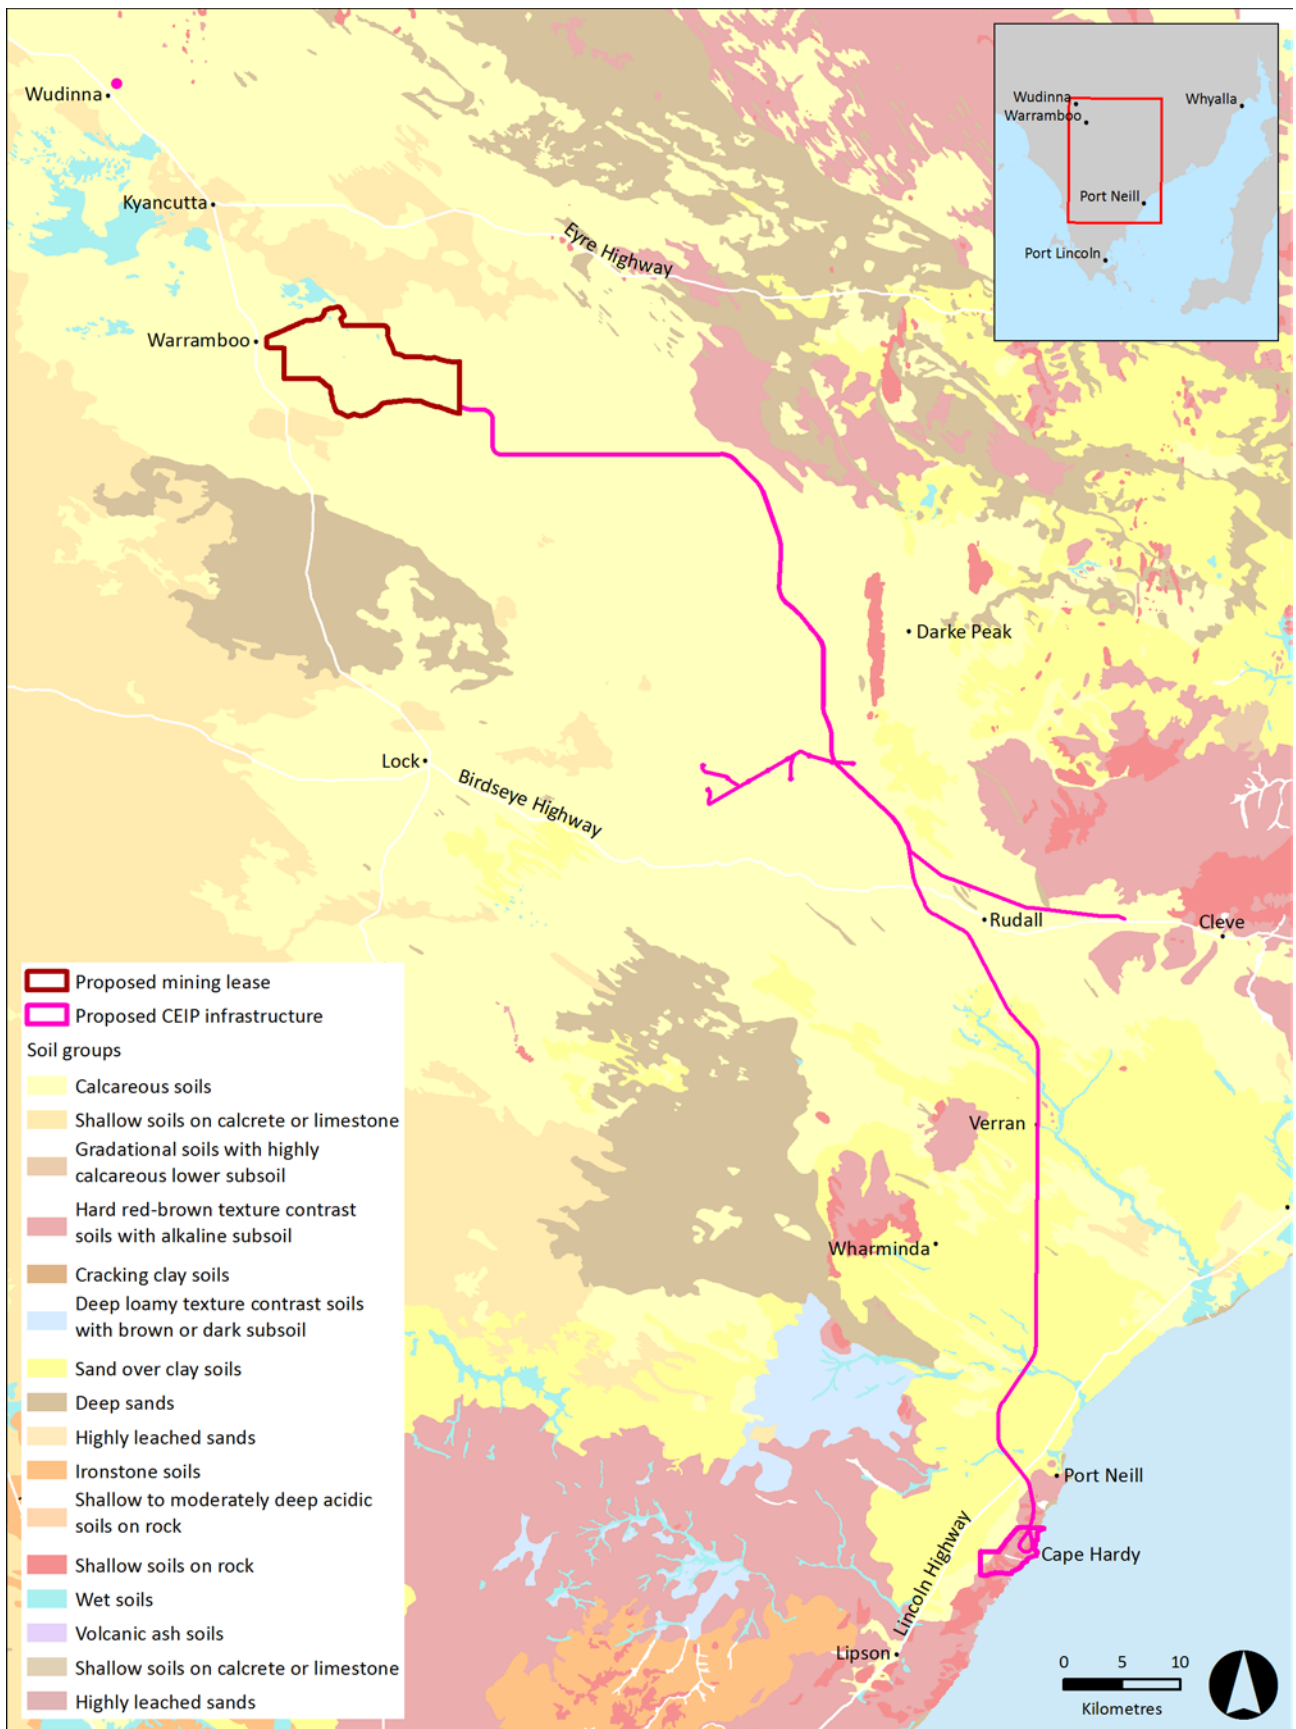 Wudinna
Kyancutta
Eyre Highway
Warramboo
Wudinna
Warramboo
Whyalla
Port Neill
Port Lincoln
Darke Peak
Lock
Birdseye Highway
Rudall
Cleve
Verran
Wharminda
Port Neill
Cape Hardy
Lincoln Highway
Lipson
Proposed mining lease
Proposed CEIP infrastructure
Soil groups
Calcareous soils
Shallow soils on calcrete or limestone
Gradational soils with highly
calcareous lower subsoil
Hard red-brown texture contrast
soils with alkaline subsoil
Cracking clay soils
Deep loamy texture contrast soils
with brown or dark subsoil
Sand over clay soils
Deep sands
Highly leached sands
Ironstone soils
Shallow to moderately deep acidic
soils on rock
Shallow soils on rock
Wet soils
Volcanic ash soils
Shallow soils on calcrete or limestone
Highly leached sands
0 5 10
Kilometres